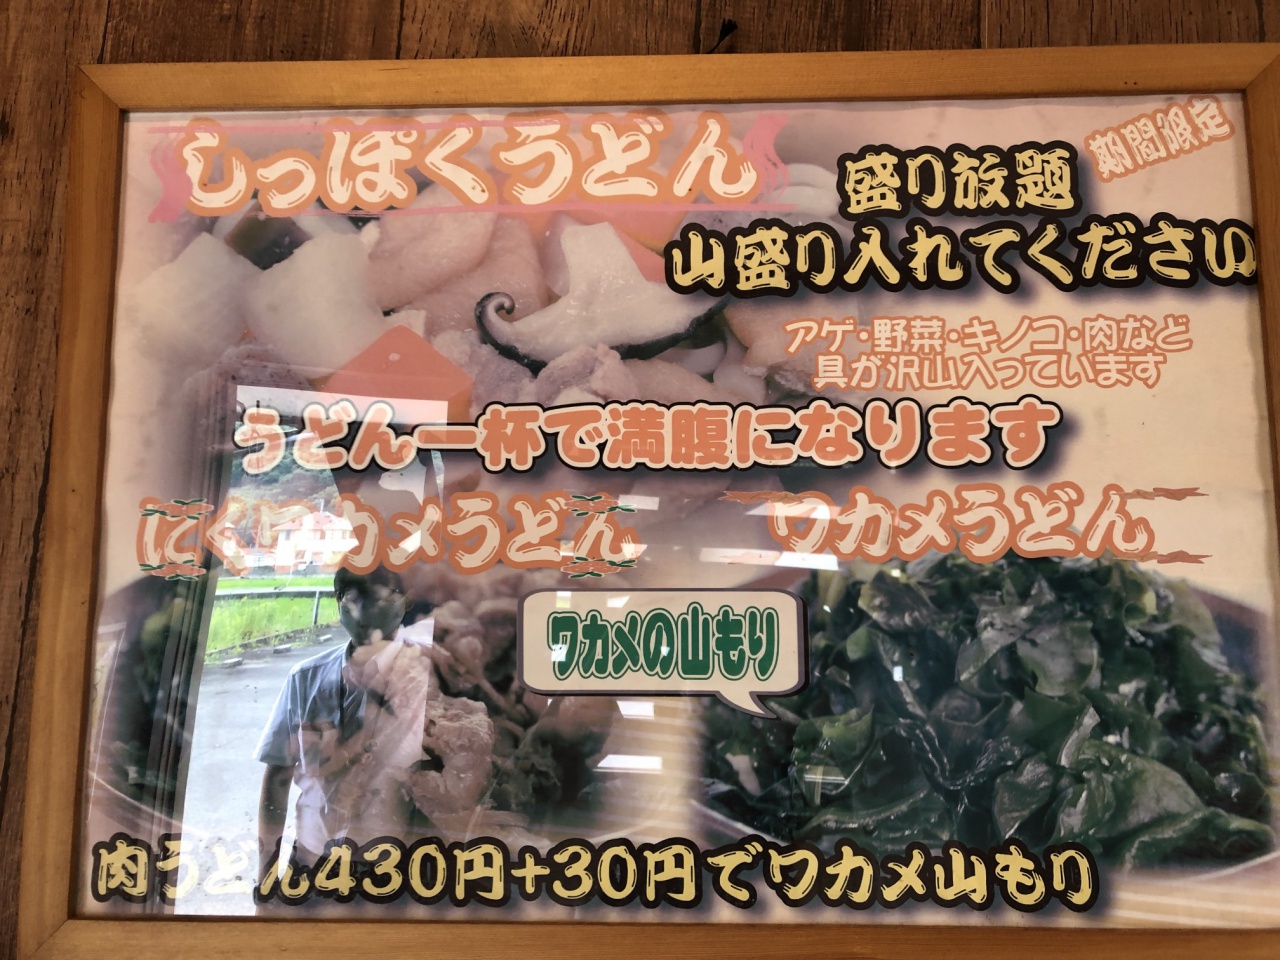 しっぽくうどん
期間限定
盛り放題
山盛り入れてください
アゲ・野菜・キノコ・肉など
具が沢山入っています
うどん一杯で満腹になります
にくワカメうどん
ワカメうどん
ワカメの山もり
肉うどん430円+30円でワカメ山もり